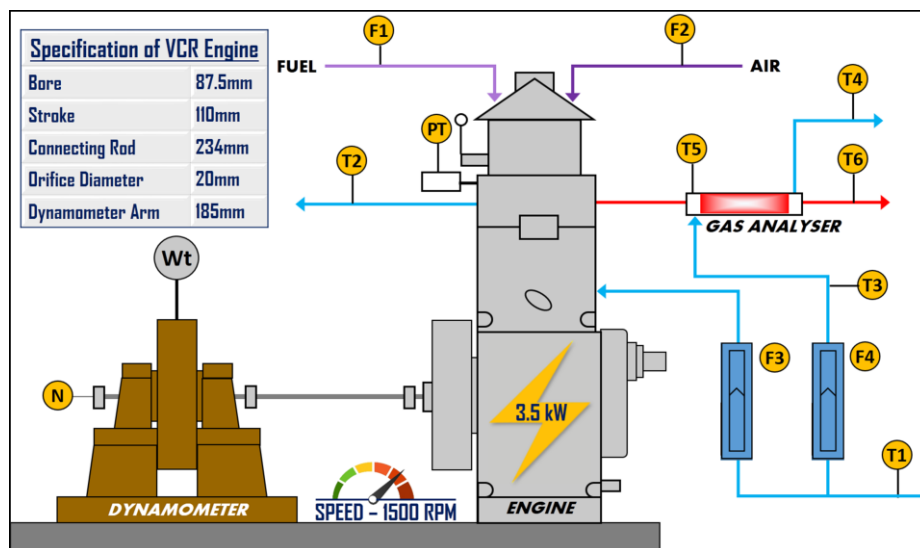 Specification of VCR Engine
Bore 87.5mm
Stroke 110mm
Connecting Rod 234mm
Orifice Diameter 20mm
Dynamometer Arm 185mm
F1
F2
FUEL
AIR
T4
PT
T2
T5
T6
GAS ANALYSER
Wt
T3
F3
F4
N
3.5 kW
T1
DYNAMOMETER
SPEED – 1500 RPM
ENGINE